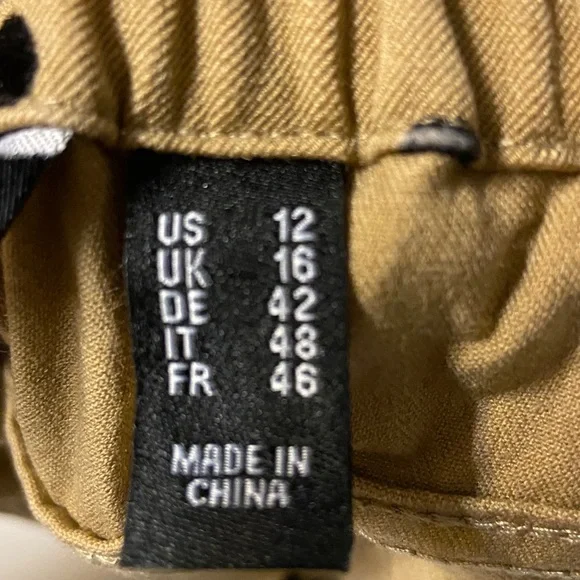 US 12
UK 16
DE 42
IT 48
FR 46
MADE IN
CHINA